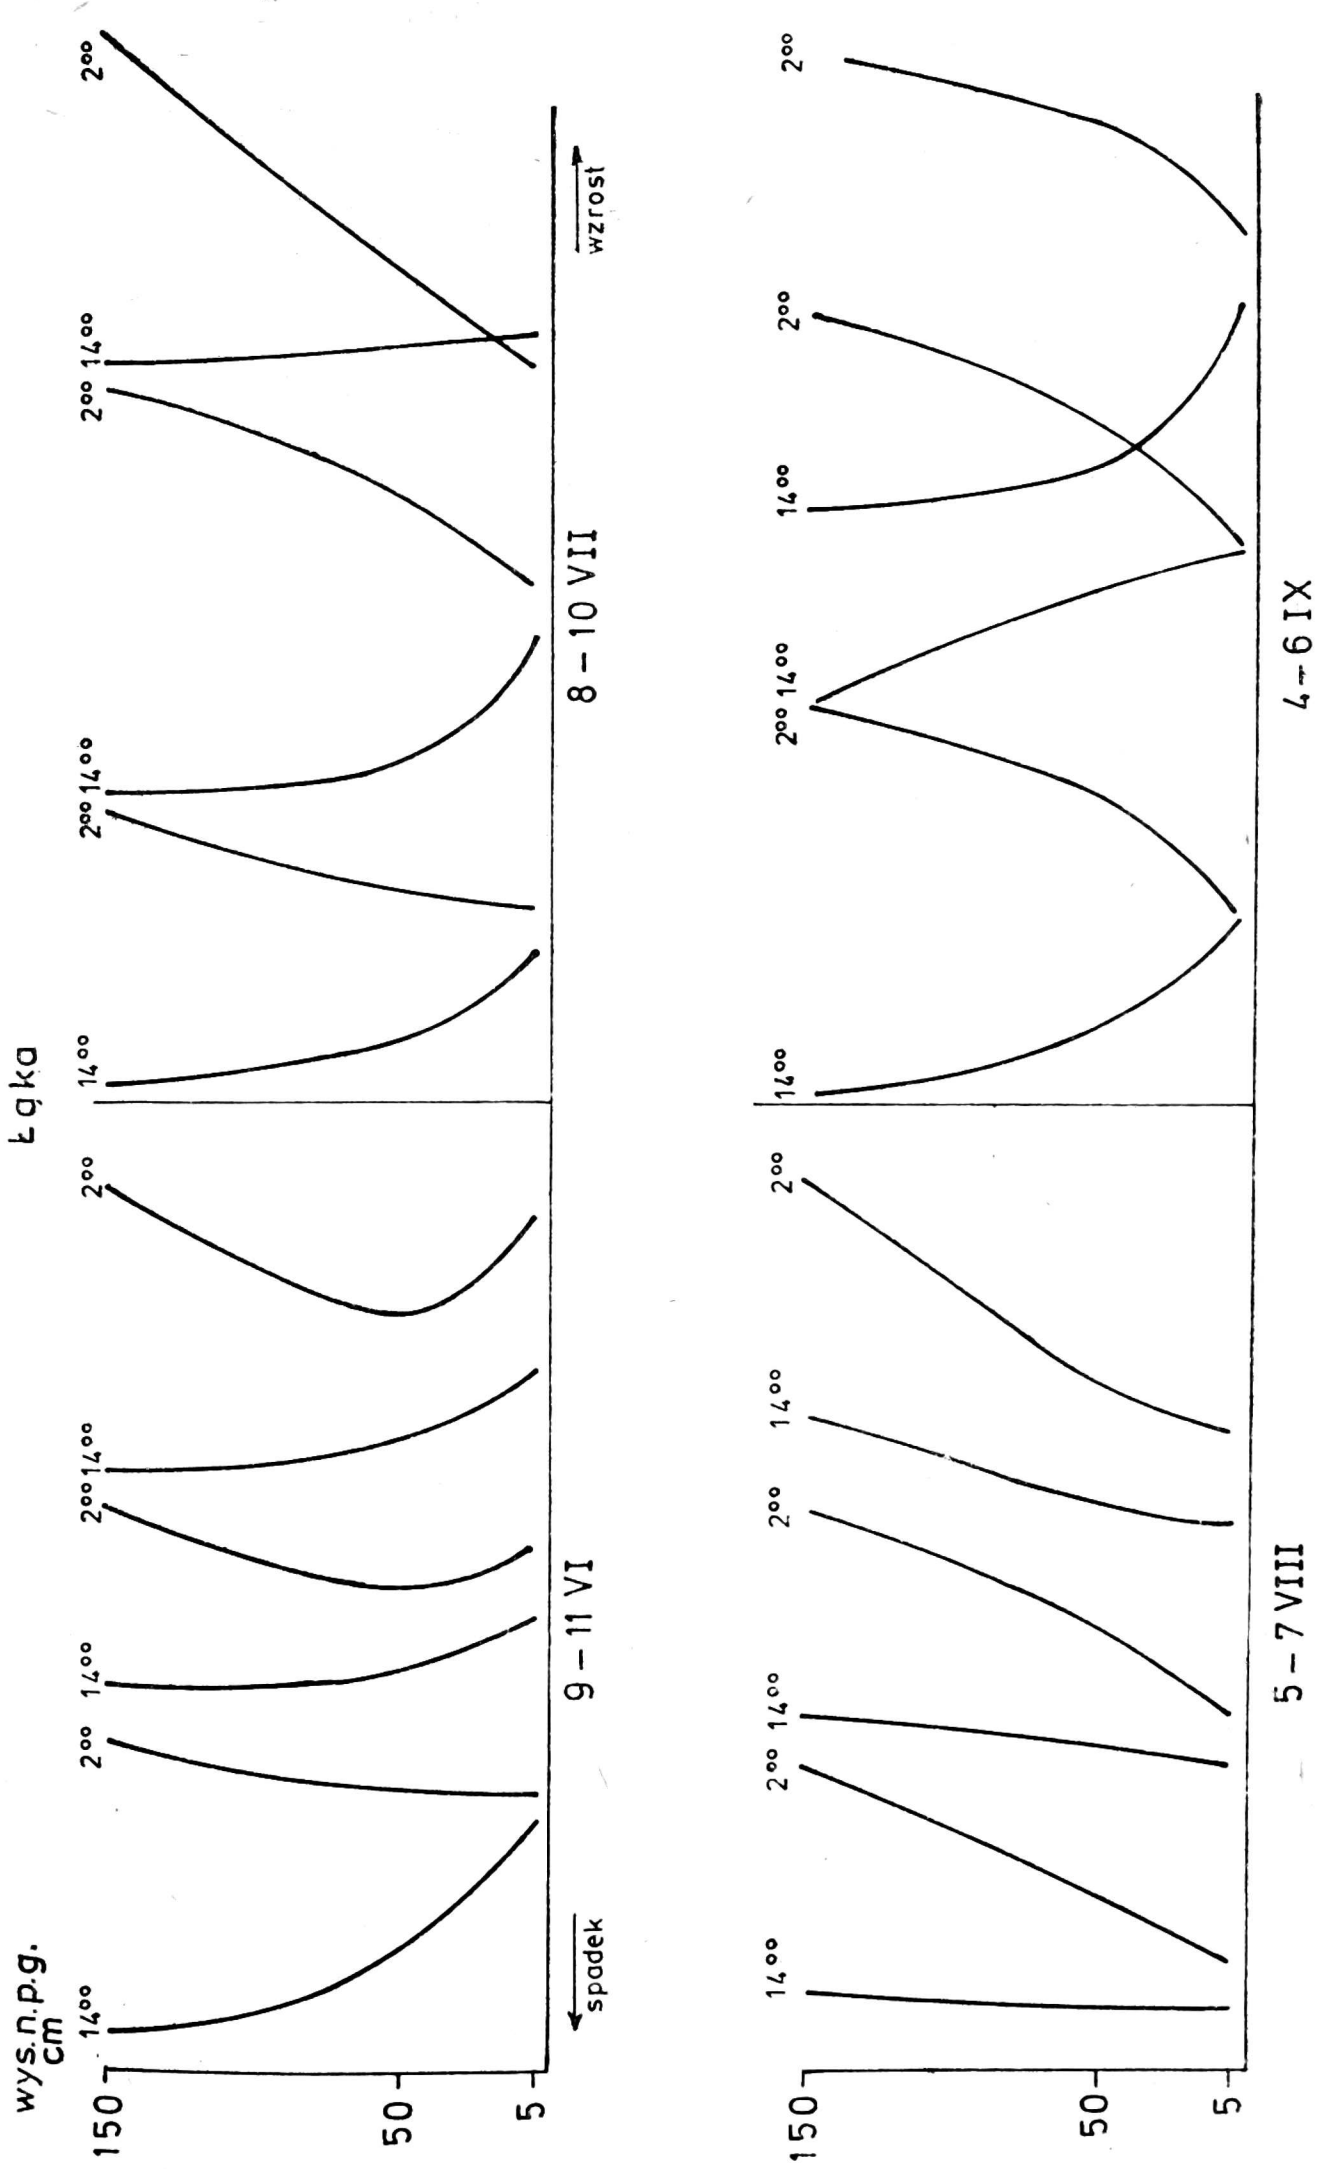 Łąka
wys.n.p.g.
cm
14⁰⁰ 2⁰⁰ 14⁰⁰ 2⁰⁰ 14⁰⁰ 2⁰⁰ 14⁰⁰ 2⁰⁰ 14⁰⁰ 2⁰⁰ 14⁰⁰ 2⁰⁰
150
50
5
spadek
9–11 VI
8–10 VII
wzrost
14⁰⁰ 2⁰⁰ 14⁰⁰ 2⁰⁰ 14⁰⁰ 2⁰⁰ 14⁰⁰ 2⁰⁰ 14⁰⁰ 14⁰⁰ 2⁰⁰ 2⁰⁰
150
50
5
5–7 VIII
4–6 IX